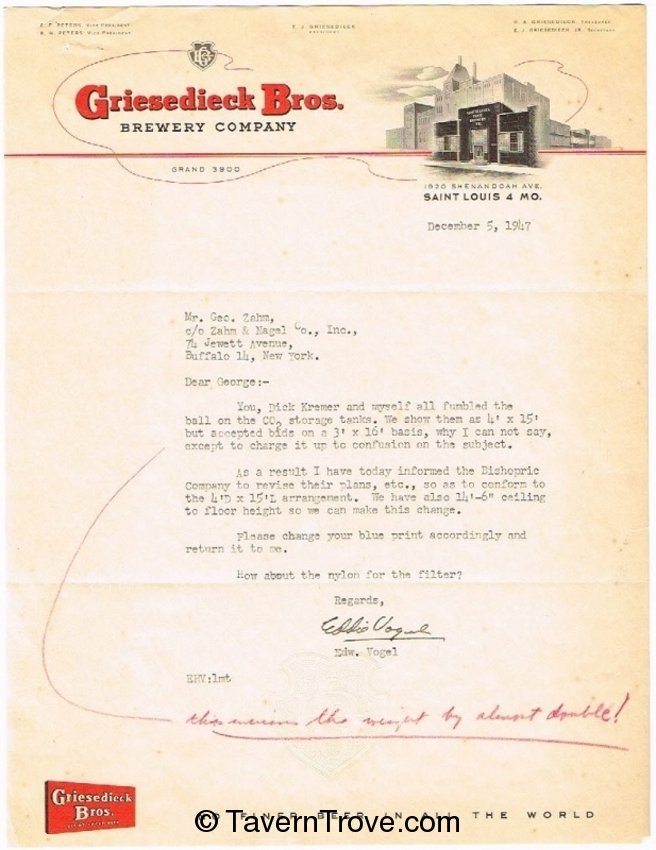 E. J. GRIESEDIECK
PRESIDENT
Griesedieck Bros.
BREWERY COMPANY
GRAND 3900
1920 SHENANDOAH AVE.
SAINT LOUIS 4 MO.
December 5, 1947
Mr. Geo. Zahm,
c/o Zahm & Nagel Co., Inc.,
74 Jewett Avenue,
Buffalo 14, New York.
Dear George:-
You, Dick Kremer and myself all fumbled the
ball on the CO2 storage tanks. We show them as 4' x 15'
but accepted bids on a 3' x 16' basis, why I can not say,
except to charge it up to confusion on the subject.
As a result I have today informed the Bishopric
Company to revise their plans, etc., so as to conform to
the 4'D x 15'L arrangement. We have also 14'-6" ceiling
to floor height so we can make this change.
Please change your blue print accordingly and
return it to me.
How about the nylon for the filter?
Regards,
Eddie Vogel
Edw. Vogel
EHV:lmt
this the weight by almost double!
Griesedieck
Bros.
FINER BEER IN ALL THE WORLD
© TavernTrove.com